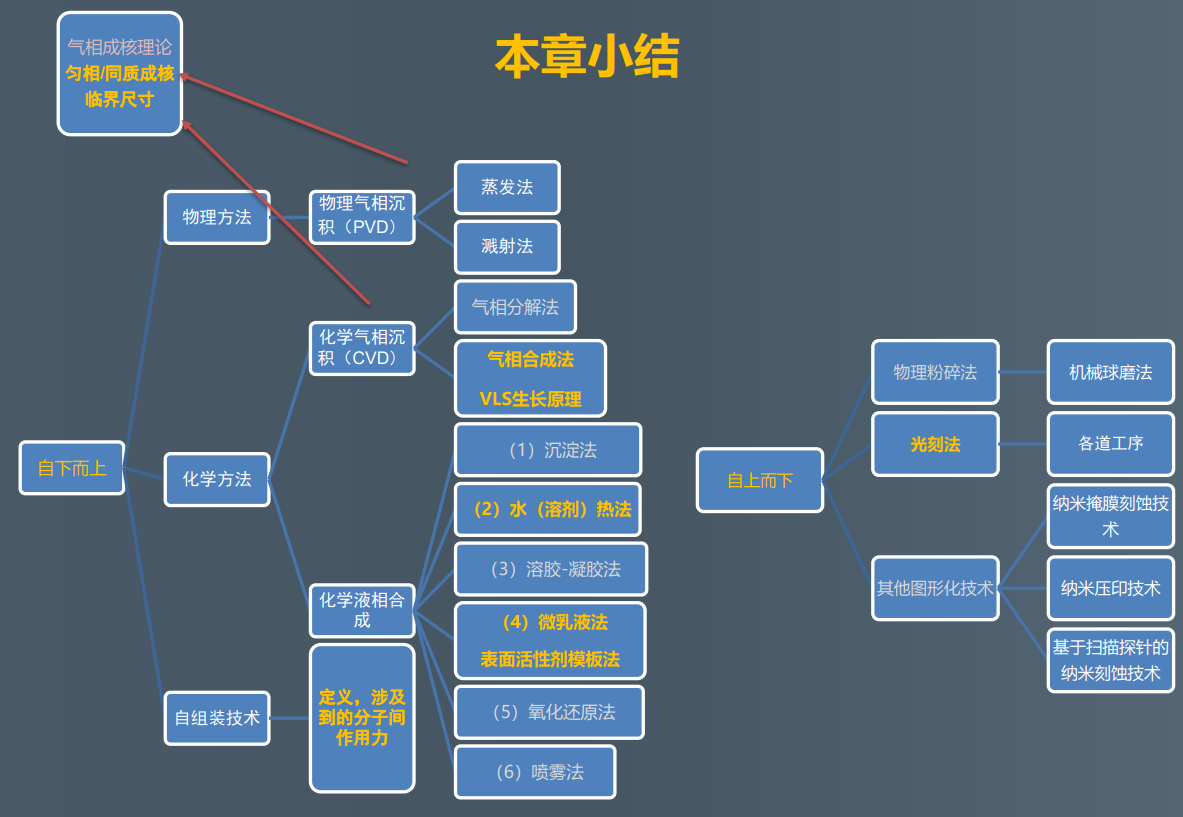 本章小结
气相成核理论
匀相/同质成核
临界尺寸
自下而上
物理方法
物理气相沉
积（PVD）
蒸发法
溅射法
化学方法
化学气相沉
积（CVD）
气相分解法
气相合成法
VLS生长原理
化学液相合
成
（1）沉淀法
（2）水（溶剂）热法
（3）溶胶-凝胶法
（4）微乳液法
表面活性剂模板法
（5）氧化还原法
（6）喷雾法
自组装技术
定义，涉及
到的分子间
作用力
自上而下
物理粉碎法
机械球磨法
光刻法
各道工序
其他图形化技术
纳米掩膜刻蚀技
术
纳米压印技术
基于扫描探针的
纳米刻蚀技术